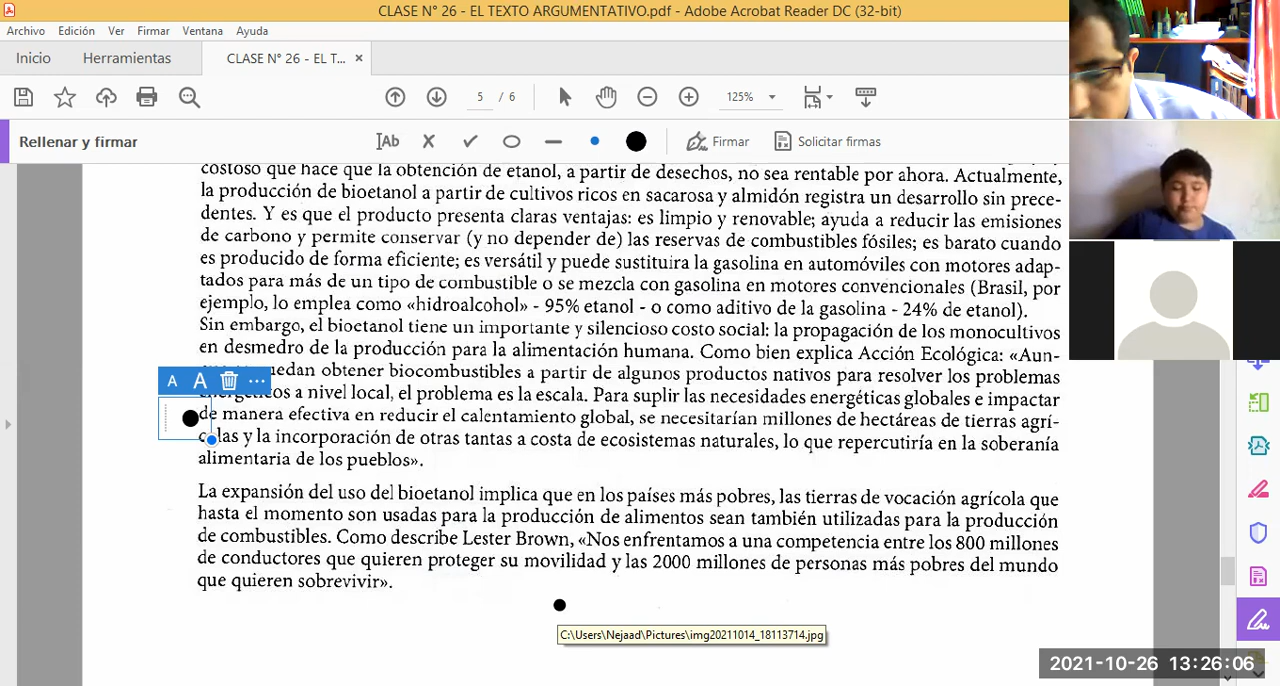 CLASE N° 26 - EL TEXTO ARGUMENTATIVO.pdf - Adobe Acrobat Reader DC (32-bit)
Archivo Edición Ver Firmar Ventana Ayuda
Inicio Herramientas CLASE N° 26 - EL T... ×
5 / 6 125%
Rellenar y firmar Ab Firmar Solicitar firmas
costoso que hace que la obtención de etanol, a partir de desechos, no sea rentable por ahora. Actualmente,
la producción de bioetanol a partir de cultivos ricos en sacarosa y almidón registra un desarrollo sin prece-
dentes. Y es que el producto presenta claras ventajas: es limpio y renovable; ayuda a reducir las emisiones
de carbono y permite conservar (y no depender de) las reservas de combustibles fósiles; es barato cuando
es producido de forma eficiente; es versátil y puede sustituira la gasolina en automóviles con motores adap-
tados para más de un tipo de combustible o se mezcla con gasolina en motores convencionales (Brasil, por
ejemplo, lo emplea como «hidroalcohol» - 95% etanol - o como aditivo de la gasolina - 24% de etanol).
Sin embargo, el bioetanol tiene un importante y silencioso costo social: la propagación de los monocultivos
en desmedro de la producción para la alimentación humana. Como bien explica Acción Ecológica: «Aun-
A A ... uedan obtener biocombustibles a partir de algunos productos nativos para resolver los problemas
energéticos a nivel local, el problema es la escala. Para suplir las necesidades energéticas globales e impactar
de manera efectiva en reducir el calentamiento global, se necesitarían millones de hectáreas de tierras agrí-
colas y la incorporación de otras tantas a costa de ecosistemas naturales, lo que repercutiría en la soberanía
alimentaria de los pueblos».
La expansión del uso del bioetanol implica que en los países más pobres, las tierras de vocación agrícola que
hasta el momento son usadas para la producción de alimentos sean también utilizadas para la producción
de combustibles. Como describe Lester Brown, «Nos enfrentamos a una competencia entre los 800 millones
de conductores que quieren proteger su movilidad y las 2000 millones de personas más pobres del mundo
que quieren sobrevivir».
C:\Users\Nejaad\Pictures\img20211014_18113714.jpg
2021-10-26 13:26:06